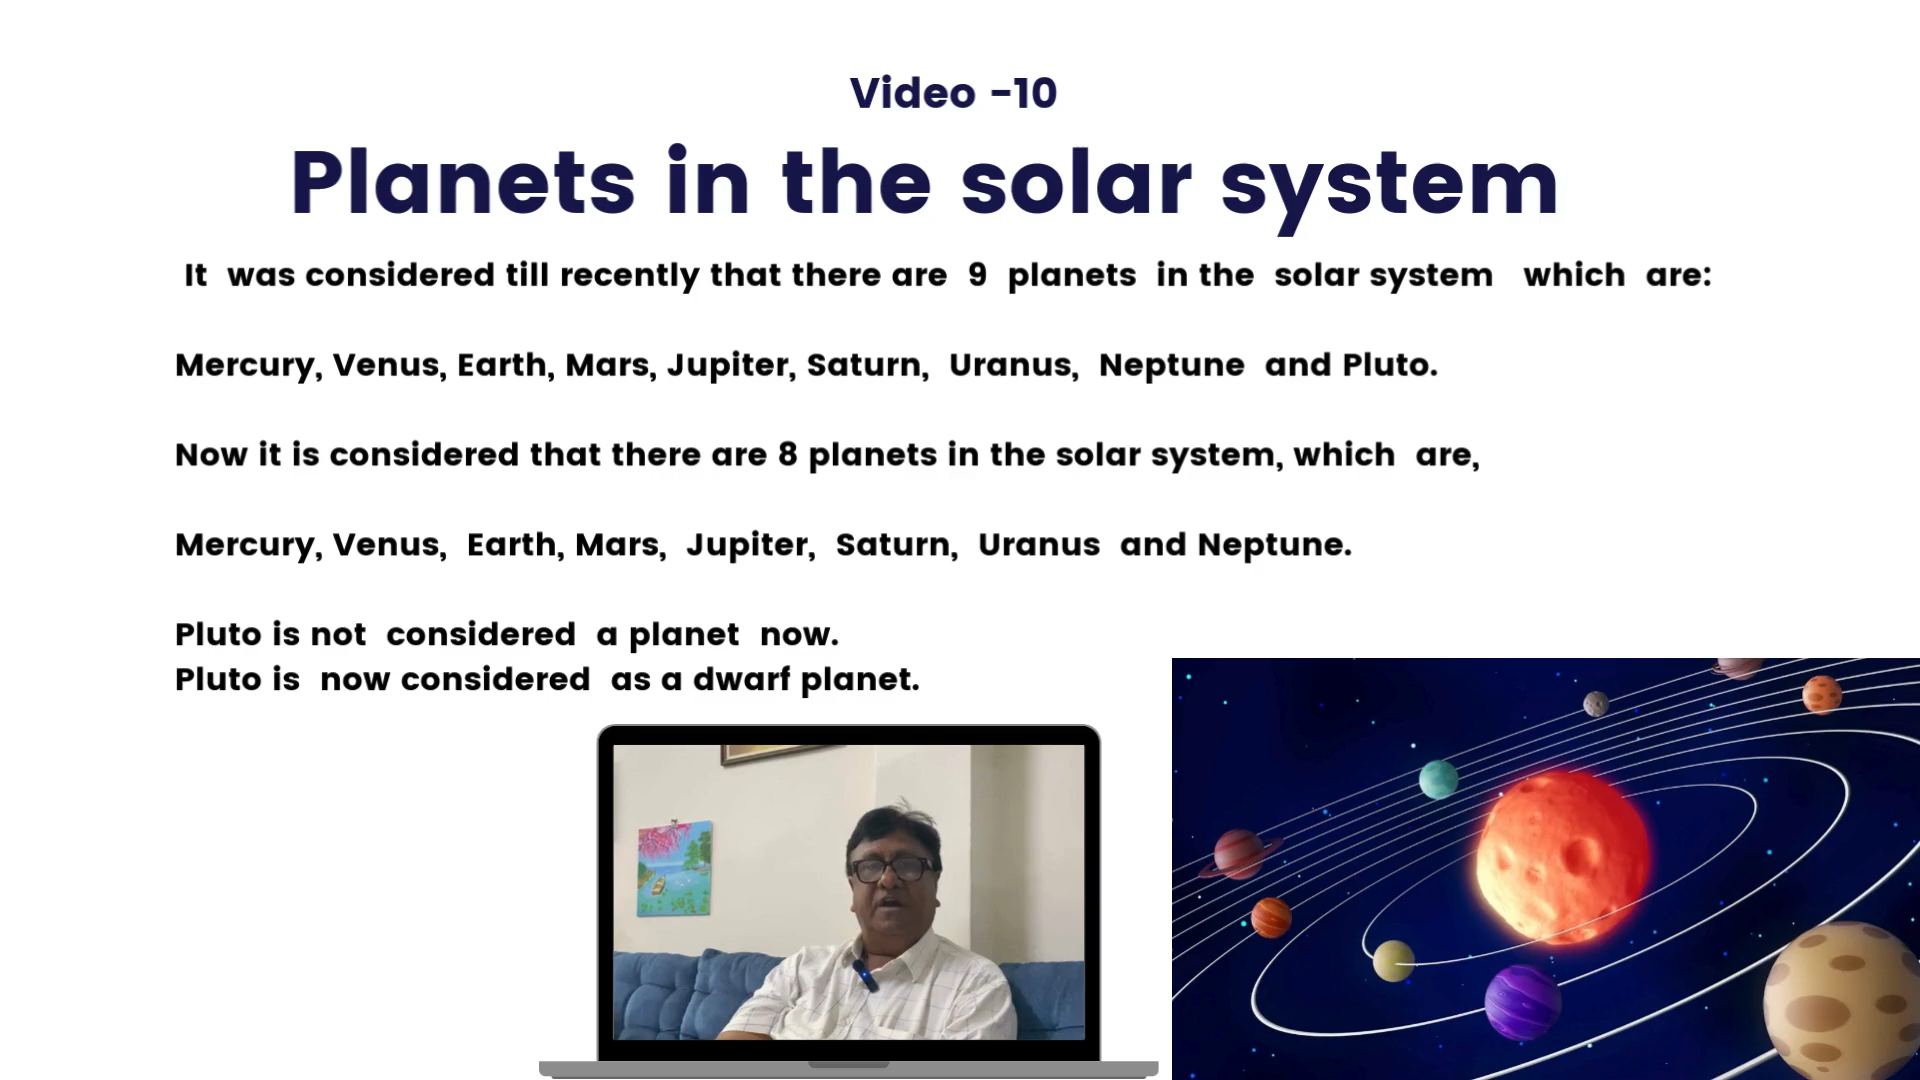 Video -10
Planets in the solar system
It was considered till recently that there are 9 planets in the solar system which are:
Mercury, Venus, Earth, Mars, Jupiter, Saturn, Uranus, Neptune and Pluto.
Now it is considered that there are 8 planets in the solar system, which are,
Mercury, Venus, Earth, Mars, Jupiter, Saturn, Uranus and Neptune.
Pluto is not considered a planet now.
Pluto is now considered as a dwarf planet.